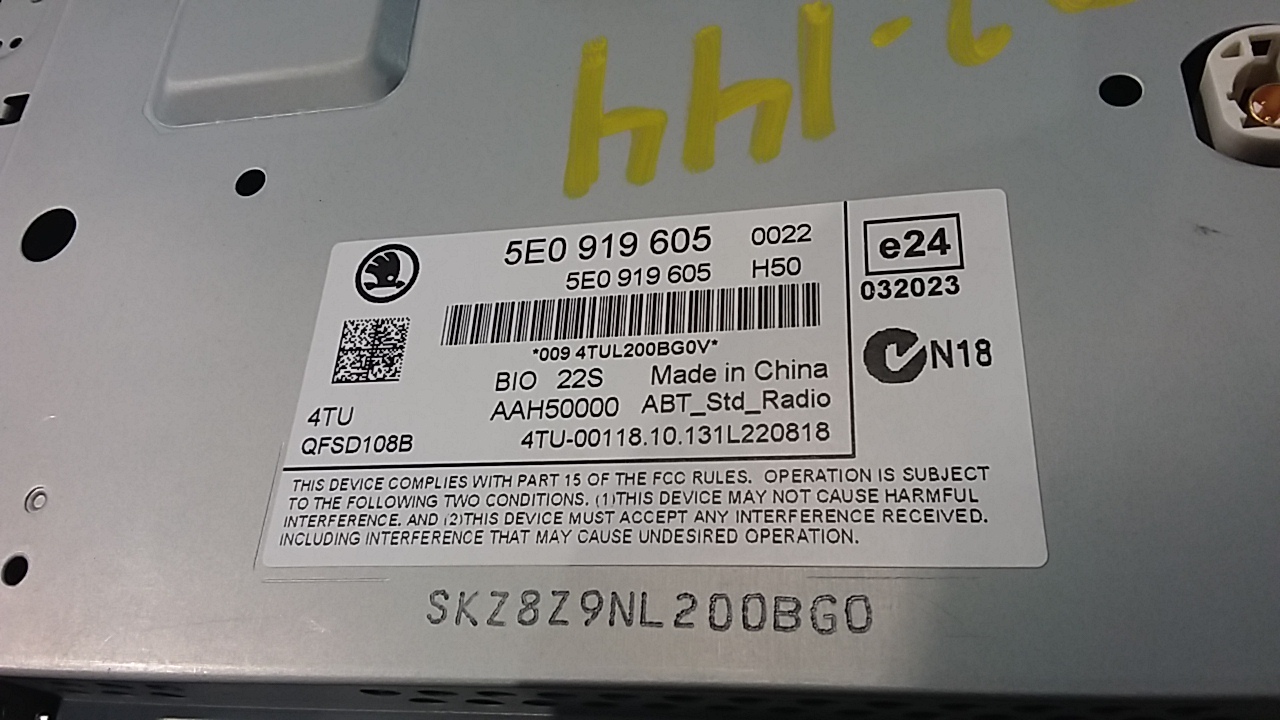 144
5E0 919 605 0022
5E0 919 605 H50
*009 4TUL200BG0V*
BIO 22S Made in China
4TU AAH50000 ABT_Std_Radio
QFSD108B 4TU-00118.10.131L220818
e24
032023
N18
THIS DEVICE COMPLIES WITH PART 15 OF THE FCC RULES. OPERATION IS SUBJECT
TO THE FOLLOWING TWO CONDITIONS. (1)THIS DEVICE MAY NOT CAUSE HARMFUL
INTERFERENCE. AND (2)THIS DEVICE MUST ACCEPT ANY INTERFERENCE RECEIVED.
INCLUDING INTERFERENCE THAT MAY CAUSE UNDESIRED OPERATION.
SKZ8Z9NL200BG0